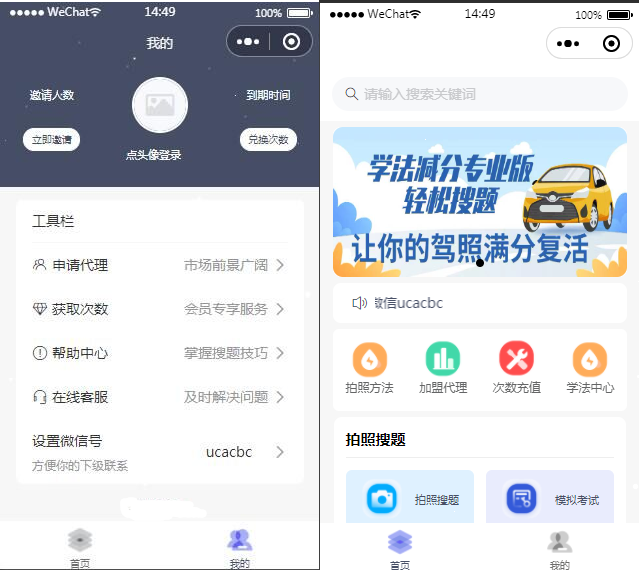 WeChat 14:49 100%
我的
邀请人数
到期时间
立即邀请
兑换次数
点头像登录
工具栏
申请代理 市场前景广阔
获取次数 会员专享服务
帮助中心 掌握搜题技巧
在线客服 及时解决问题
设置微信号
方便你的下级联系
ucacbc
首页 我的
WeChat 14:49 100%
请输入搜索关键词
学法减分专业版
轻松搜题
让你的驾照满分复活
微信ucacbc
拍照方法 加盟代理 次数充值 学法中心
拍照搜题
拍照搜题 模拟考试
首页 我的